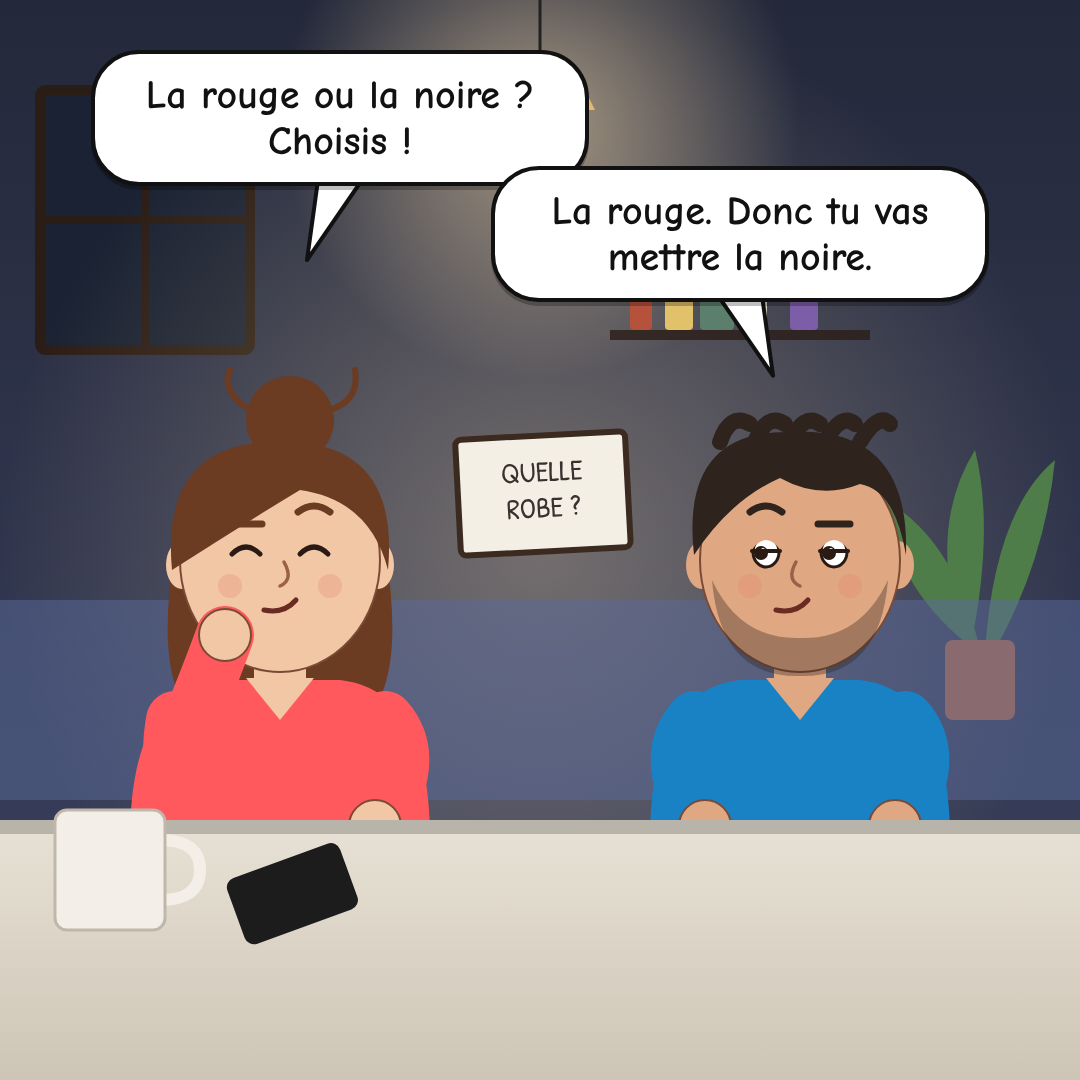 La rouge ou la noire ?
Choisis !
La rouge. Donc tu vas
mettre la noire.
QUELLE
ROBE ?